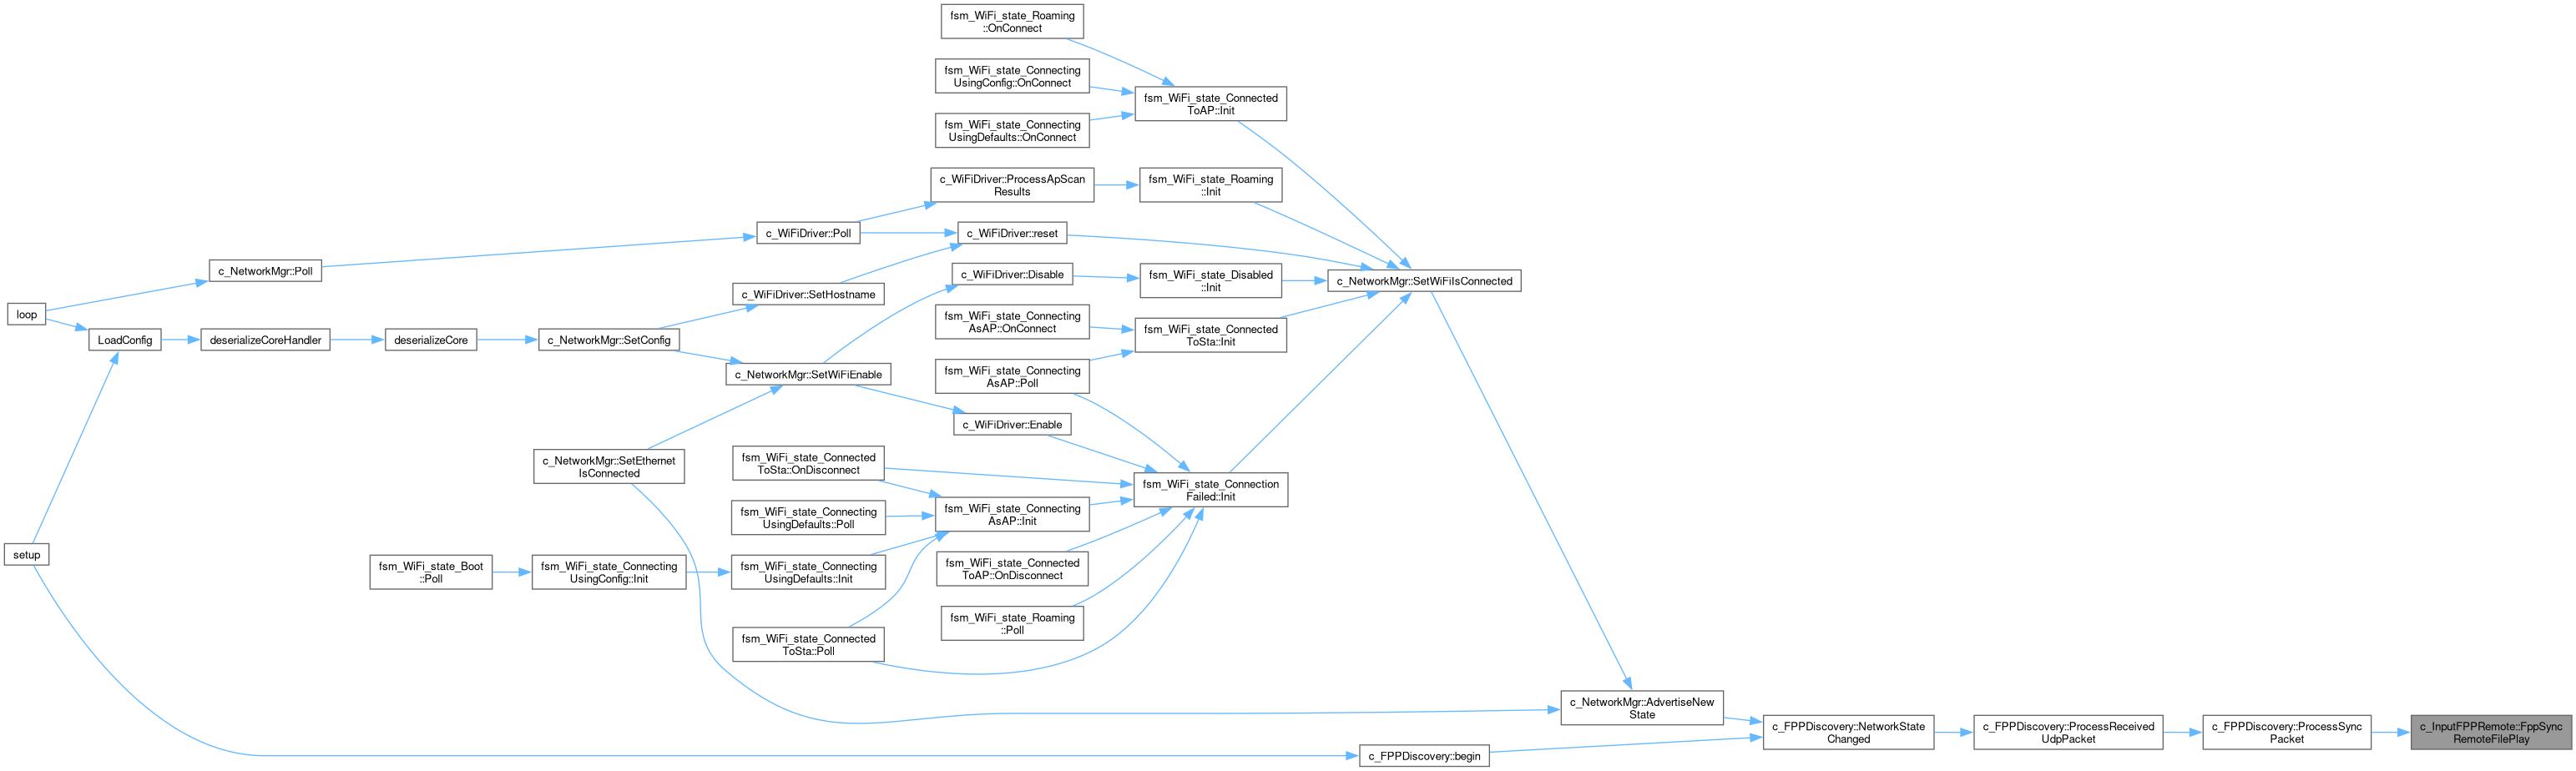 fsm_WiFi_state_Roaming
::OnConnect
fsm_WiFi_state_Connecting
UsingConfig::OnConnect
fsm_WiFi_state_Connected
ToAP::Init
fsm_WiFi_state_Connecting
UsingDefaults::OnConnect
c_WiFiDriver::ProcessApScan
Results
fsm_WiFi_state_Roaming
::Init
c_WiFiDriver::Poll
c_WiFiDriver::reset
c_NetworkMgr::Poll
c_WiFiDriver::Disable
fsm_WiFi_state_Disabled
::Init
c_NetworkMgr::SetWiFiIsConnected
c_WiFiDriver::SetHostname
loop
fsm_WiFi_state_Connecting
AsAP::OnConnect
fsm_WiFi_state_Connected
ToSta::Init
LoadConfig
deserializeCoreHandler
deserializeCore
c_NetworkMgr::SetConfig
c_NetworkMgr::SetWiFiEnable
fsm_WiFi_state_Connecting
AsAP::Poll
c_WiFiDriver::Enable
c_NetworkMgr::SetEthernet
IsConnected
fsm_WiFi_state_Connected
ToSta::OnDisconnect
fsm_WiFi_state_Connection
Failed::Init
fsm_WiFi_state_Connecting
UsingDefaults::Poll
fsm_WiFi_state_Connecting
AsAP::Init
setup
fsm_WiFi_state_Boot
::Poll
fsm_WiFi_state_Connecting
UsingConfig::Init
fsm_WiFi_state_Connecting
UsingDefaults::Init
fsm_WiFi_state_Connected
ToAP::OnDisconnect
fsm_WiFi_state_Roaming
::Poll
fsm_WiFi_state_Connected
ToSta::Poll
c_NetworkMgr::AdvertiseNew
State
c_FPPDiscovery::NetworkState
Changed
c_FPPDiscovery::ProcessReceived
UdpPacket
c_FPPDiscovery::ProcessSync
Packet
c_InputFPPRemote::FppSync
RemoteFilePlay
c_FPPDiscovery::begin